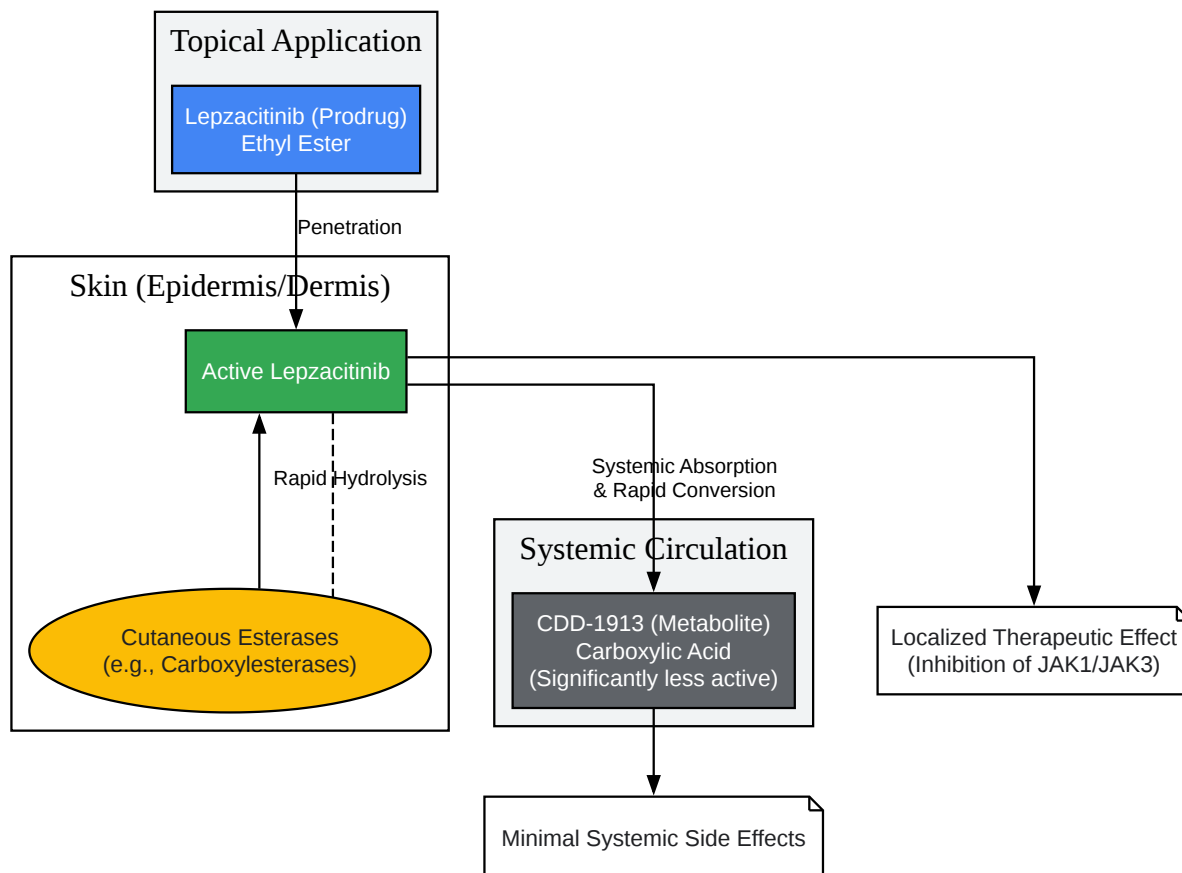 Topical Application
Lepzacitinib (Prodrug)
Ethyl Ester
Penetration
Skin (Epidermis/Dermis)
Active Lepzacitinib
Rapid Hydrolysis
Systemic Absorption
& Rapid Conversion
Cutaneous Esterases
(e.g., Carboxylesterases)
Systemic Circulation
CDD-1913 (Metabolite)
Carboxylic Acid
(Significantly less active)
Localized Therapeutic Effect
(Inhibition of JAK1/JAK3)
Minimal Systemic Side Effects